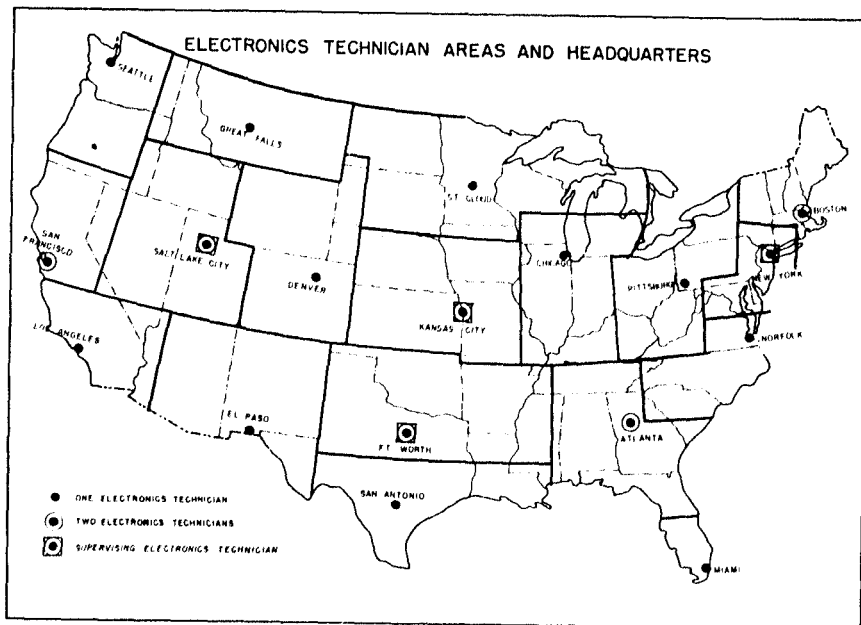 ELECTRONICS TECHNICIAN AREAS AND HEADQUARTERS
SEATTLE
GREAT FALLS
ST. CLOUD
BOSTON
SAN
FRANCISCO
SALT LAKE CITY
CHICAGO
NEW YORK
DENVER
PITTSBURG
KANSAS CITY
LOS ANGELES
NORFOLK
EL PASO
FT. WORTH
ATLANTA
SAN ANTONIO
ONE ELECTRONICS TECHNICIAN
TWO ELECTRONICS TECHNICIANS
SUPERVISING ELECTRONICS TECHNICIAN
MIAMI